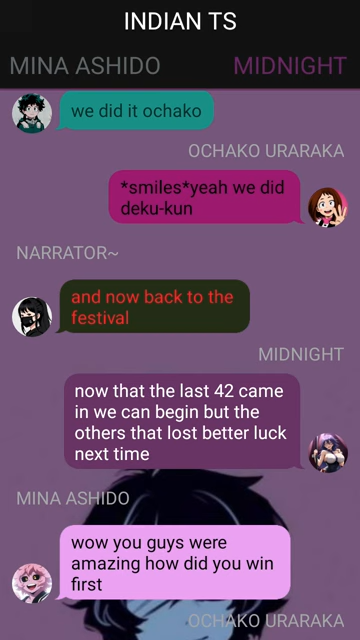 INDIAN TS
MINA ASHIDO
MIDNIGHT
we did it ochako
OCHAKO URARAKA
*smiles*yeah we did
deku-kun
NARRATOR~
and now back to the
festival
MIDNIGHT
now that the last 42 came
in we can begin but the
others that lost better luck
next time
MINA ASHIDO
wow you guys were
amazing how did you win
first
OCHAKO URARAKA